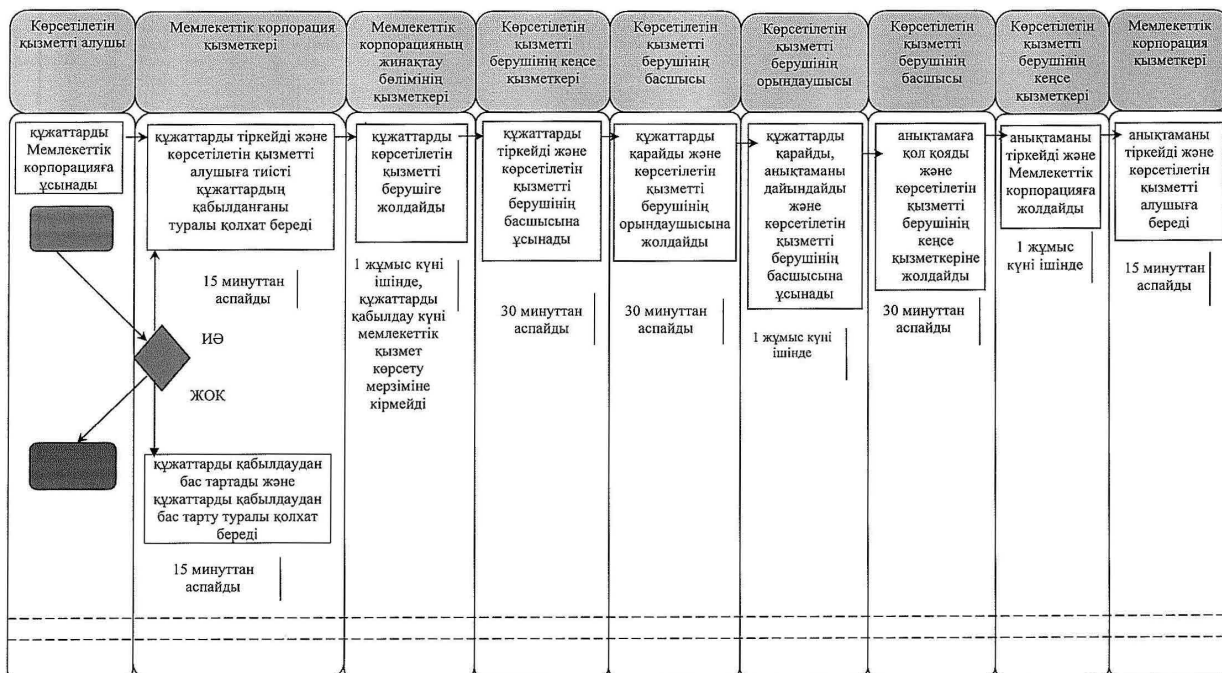 Көрсетілетін
қызметті алушы
Мемлекеттік корпорация
қызметкері
Мемлекеттік
корпорацияның
жинақтау
бөлімінің
қызметкері
Көрсетілетін
қызметті
берушінің кеңсе
қызметкері
Көрсетілетін
қызметті
берушінің
басшысы
Көрсетілетін
қызметті
берушінің
орындаушысы
Көрсетілетін
қызметті
берушінің
басшысы
Көрсетілетін
қызметті
берушінің
кеңсе
қызметкері
Мемлекеттік
корпорация
қызметкері
құжаттарды
Мемлекеттік
корпорацияға
ұсынады
құжаттарды тіркейді және
көрсетілетін қызметті
алушыға тиісті
құжаттардың
қабылданғаны
туралы қолхат береді
15 минуттан
аспайды
ИӘ
ЖОҚ
құжаттарды қабылдаудан
бас тартады және
құжаттарды қабылдаудан
бас тарту туралы қолхат
береді
15 минуттан
аспайды
құжаттарды
көрсетілетін
қызметті
берушіге
жолдайды
1 жұмыс күні
ішінде,
құжаттарды
қабылдау күні
мемлекеттік
қызмет
көрсету
мерзіміне
кірмейді
құжаттарды
тіркейді және
көрсетілетін
қызметті
берушінің
басшысына
ұсынады
30 минуттан
аспайды
құжаттарды
қарайды және
көрсетілетін
қызметті
берушінің
орындаушысына
жолдайды
30 минуттан
аспайды
құжаттарды
қарайды,
анықтаманы
дайындайды
және
көрсетілетін
қызметті
берушінің
басшысына
ұсынады
1 жұмыс күні
ішінде
анықтамаға
қол қояды
және
көрсетілетін
қызметті
берушінің
кеңсе
қызметкеріне
жолдайды
30 минуттан
аспайды
анықтаманы
тіркейді және
Мемлекеттік
корпорацияға
жолдайды
1 жұмыс
күні ішінде
анықтаманы
тіркейді және
көрсетілетін
қызметті
алушыға
береді
15 минуттан
аспайды